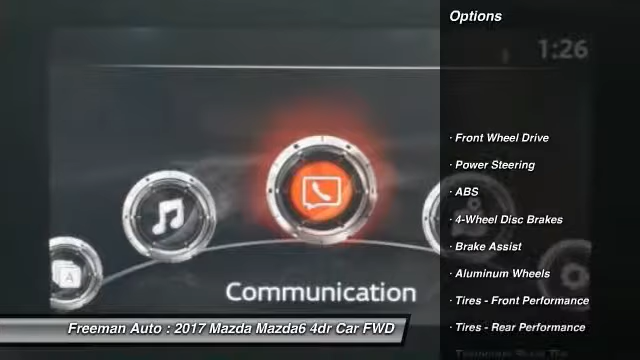 Options
1:26
· Front Wheel Drive
· Power Steering
· ABS
· 4-Wheel Disc Brakes
· Brake Assist
· Aluminum Wheels
· Tires - Front Performance
· Tires - Rear Performance
A
Communication
Freeman Auto : 2017 Mazda Mazda6 4dr Car FWD